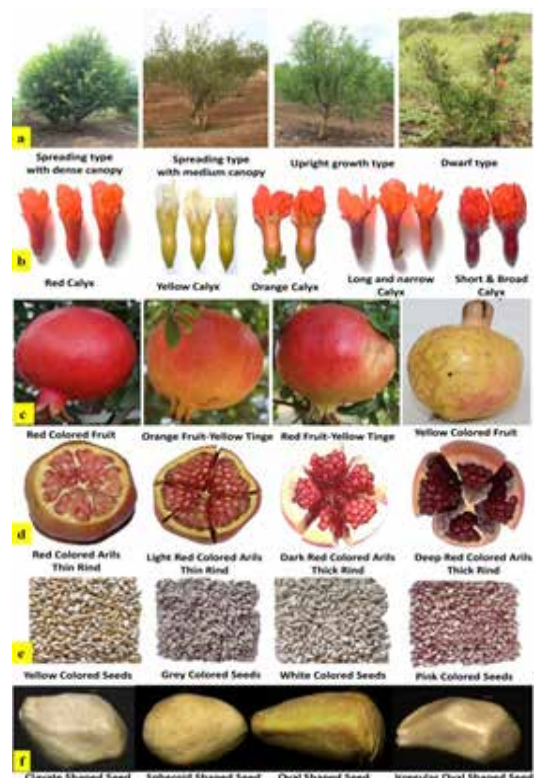 a
Spreading type
with dense canopy
Spreading type
with medium canopy
Upright growth type
Dwarf type
b
Red Calyx
Yellow Calyx
Orange Calyx
Long and narrow
Calyx
Short & Broad
Calyx
c
Red Colored Fruit
Orange Fruit-Yellow Tinge
Red Fruit-Yellow Tinge
Yellow Colored Fruit
d
Red Colored Arils
Thin Rind
Light Red Colored Arils
Thin Rind
Dark Red Colored Arils
Thick Rind
Deep-Red Colored Arils
Thick Rind
e
Yellow Colored Seeds
Grey Colored Seeds
White Colored Seeds
Pink Colored Seeds
f
Shaped Seed
Spheroid Shaped Seed
Oval Shaped Seed
Irregular Oval Shaped Seed